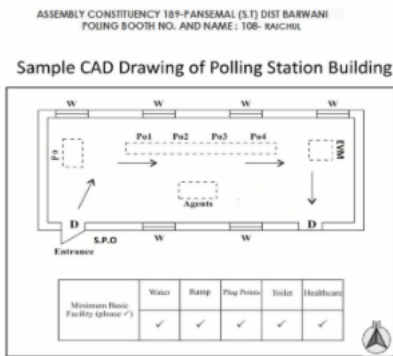 ASSEMBLY CONSTITUENCY 189-PANSEMAL (S.T) DIST BARWANI
POLING BOOTH NO. AND NAME : 108- RAICHUL
Sample CAD Drawing of Polling Station Building
W W W W
Po1 Po2 Po3 Po4
Po
EVM
Agents
D D
S.P.O W W
Entrance
Minimum Basic Facility (please ✓) Water Ramp Plug Points Toilet Healthcare
✓ ✓ ✓ ✓ ✓